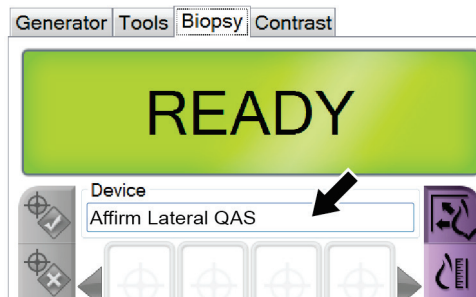 Generator Tools Biopsy Contrast
READY
Device
Affirm Lateral QAS